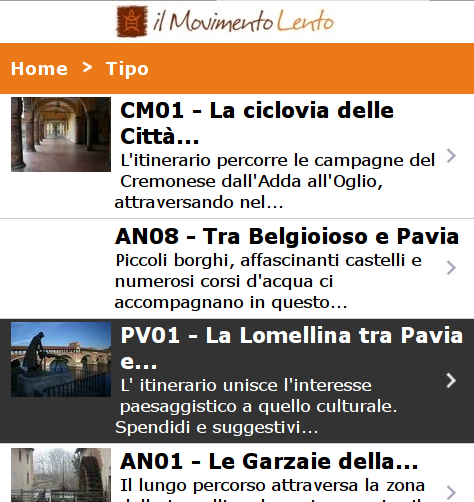 il Movimento Lento
Home > Tipo
CM01 - La ciclovia delle
Città...
L'itinerario percorre le campagne del
Cremonese dall'Adda all'Oglio,
attraversando nel...
AN08 - Tra Belgioioso e Pavia
Piccoli borghi, affascinanti castelli e
numerosi corsi d'acqua ci
accompagnano in questo...
PV01 - La Lomellina tra Pavia
e...
L' itinerario unisce l'interesse
paesaggistico a quello culturale.
Spendidi e suggestivi...
AN01 - Le Garzaie della...
Il lungo percorso attraversa la zona